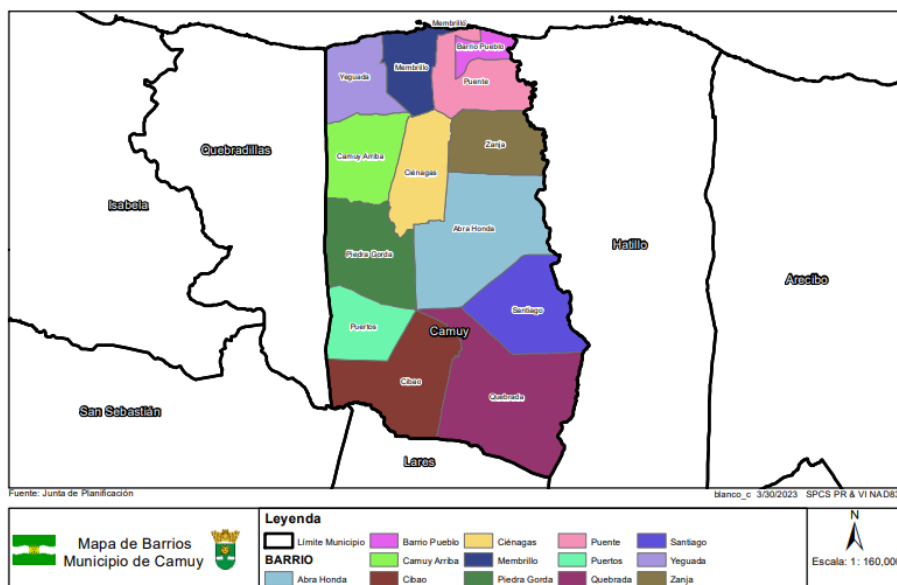 Membrillo
Barrio Pueblo
Yeguada
Membrillo
Puente
Quebradillas
Camuy Arriba
Ciénagas
Zanja
Isabela
Abra Honda
Piedra Gorda
Hatillo
Arecibo
Puertos
Santiago
Camuy
Cibao
Quebrada
San Sebastián
Lares
Fuente: Junta de Planificación
blanco_c 3/30/2023 SPCS PR & VI NAD83
Mapa de Barrios
Municipio de Camuy
Leyenda
Límite Municipio
BARRIO
Abra Honda
Barrio Pueblo
Camuy Arriba
Cibao
Ciénagas
Membrillo
Piedra Gorda
Puente
Puertos
Quebrada
Santiago
Yeguada
Zanja
N
Escala: 1: 160,000